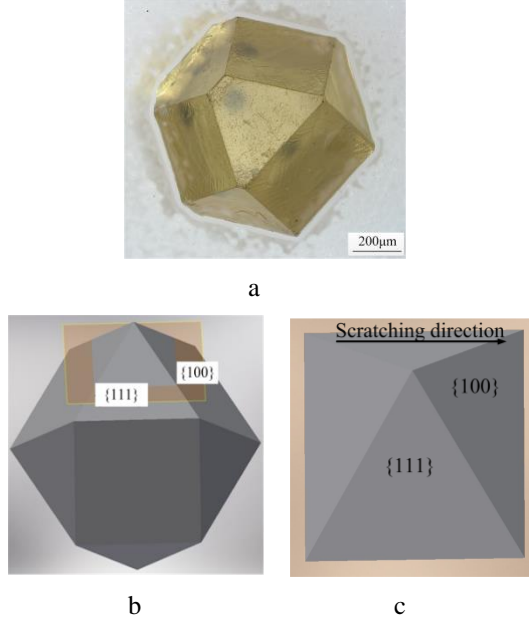 200μm
a
{111}
{100}
b
Scratching direction
{100}
{111}
c